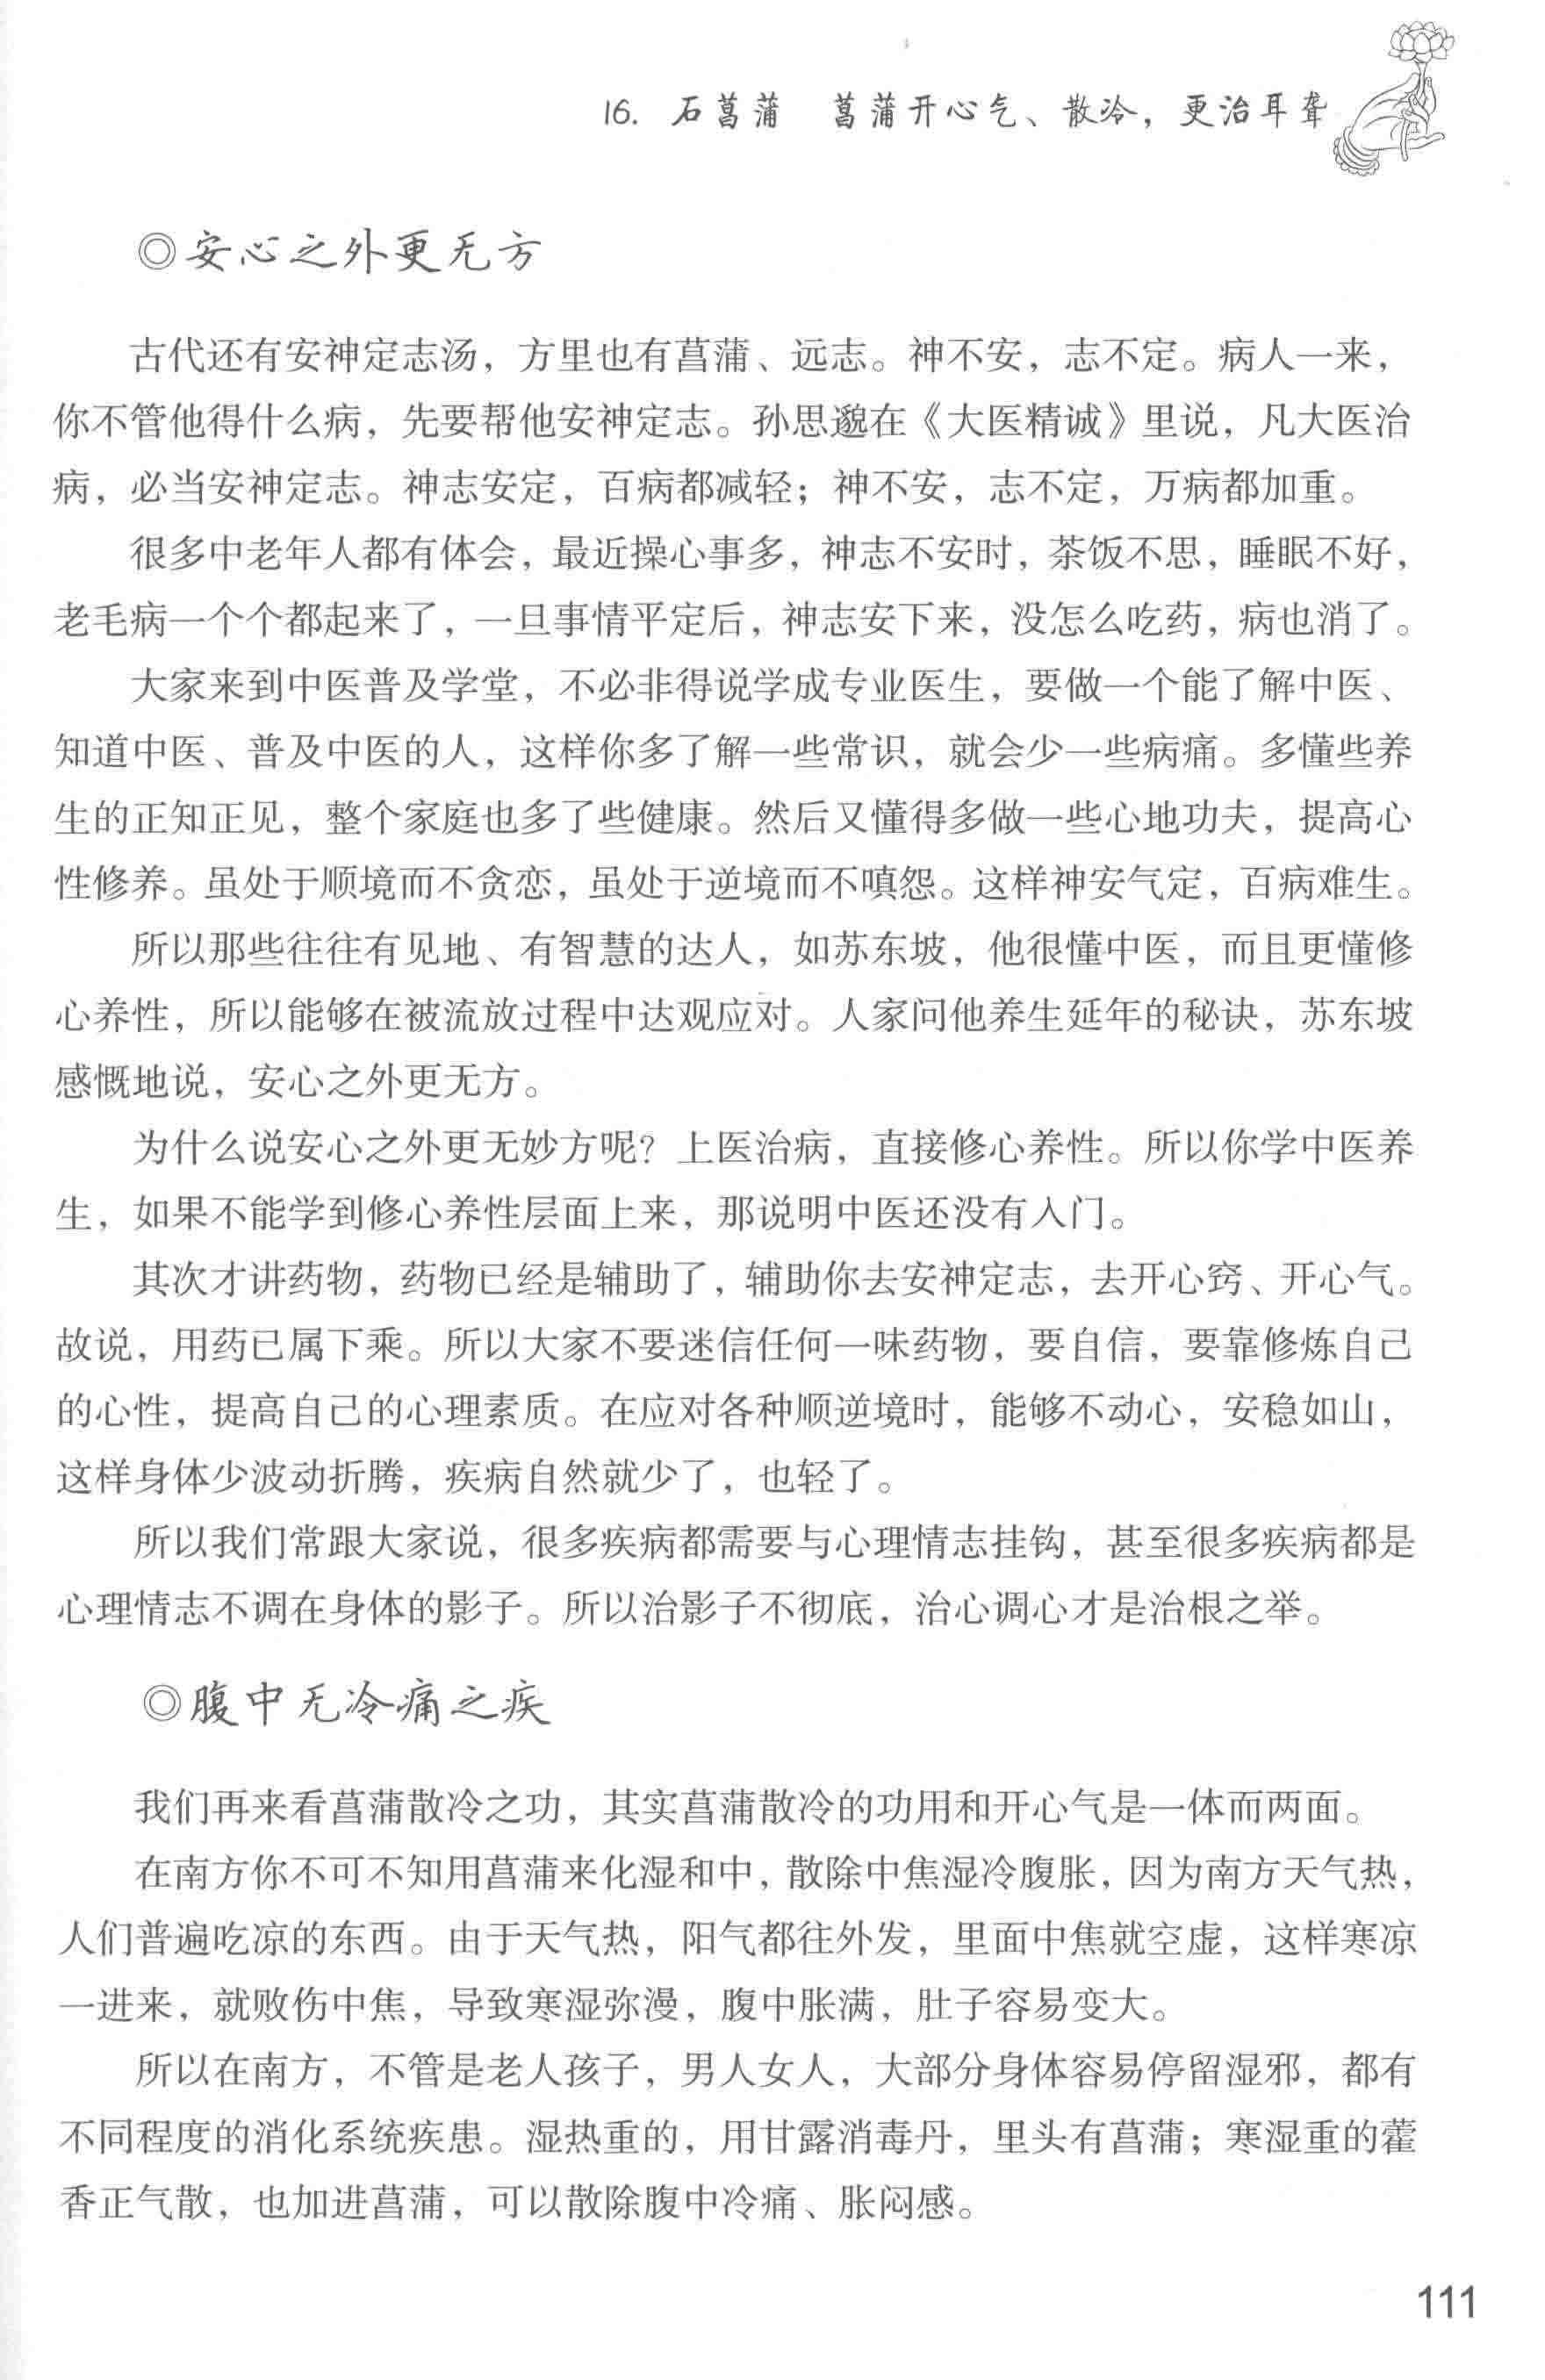 16. 石菖蒲　菖蒲开心气、散冷，更治耳聋
◎安心之外更无方
古代还有安神定志汤，方里也有菖蒲、远志。神不安，志不定。病人一来，
你不管他得什么病，先要帮他安神定志。孙思邈在《大医精诚》里说，凡大医治
病，必当安神定志。神志安定，百病都减轻；神不安，志不定，万病都加重。
很多中老年人都有体会，最近操心事多，神志不安时，茶饭不思，睡眠不好，
老毛病一个个都起来了，一旦事情平定后，神志安下来，没怎么吃药，病也消了。
大家来到中医普及学堂，不必非得说学成专业医生，要做一个能了解中医、
知道中医、普及中医的人，这样你多了解一些常识，就会少一些病痛。多懂些养
生的正知正见，整个家庭也多了些健康。然后又懂得多做一些心地功夫，提高心
性修养。虽处于顺境而不贪恋，虽处于逆境而不嗔怨。这样神安气定，百病难生。
所以那些往往有见地、有智慧的达人，如苏东坡，他很懂中医，而且更懂修
心养性，所以能够在被流放过程中达观应对。人家问他养生延年的秘诀，苏东坡
感慨地说，安心之外更无方。
为什么说安心之外更无妙方呢？上医治病，直接修心养性。所以你学中医养
生，如果不能学到修心养性层面上来，那说明中医还没有入门。
其次才讲药物，药物已经是辅助了，辅助你去安神定志，去开心窍、开心气。
故说，用药已属下乘。所以大家不要迷信任何一味药物，要自信，要靠修炼自己
的心性，提高自己的心理素质。在应对各种顺逆境时，能够不动心，安稳如山，
这样身体少波动折腾，疾病自然就少了，也轻了。
所以我们常跟大家说，很多疾病都需要与心理情志挂钩，甚至很多疾病都是
心理情志不调在身体的影子。所以治影子不彻底，治心调心才是治根之举。
◎腹中无冷痛之疾
我们再来看菖蒲散冷之功，其实菖蒲散冷的功用和开心气是一体而两面。
在南方你不可不知用菖蒲来化湿和中，散除中焦湿冷腹胀，因为南方天气热，
人们普遍吃凉的东西。由于天气热，阳气都往外发，里面中焦就空虚，这样寒凉
一进来，就败伤中焦，导致寒湿弥漫，腹中胀满，肚子容易变大。
所以在南方，不管是老人孩子，男人女人，大部分身体容易停留湿邪，都有
不同程度的消化系统疾患。湿热重的，用甘露消毒丹，里头有菖蒲；寒湿重的藿
香正气散，也加进菖蒲，可以散除腹中冷痛、胀闷感。
111